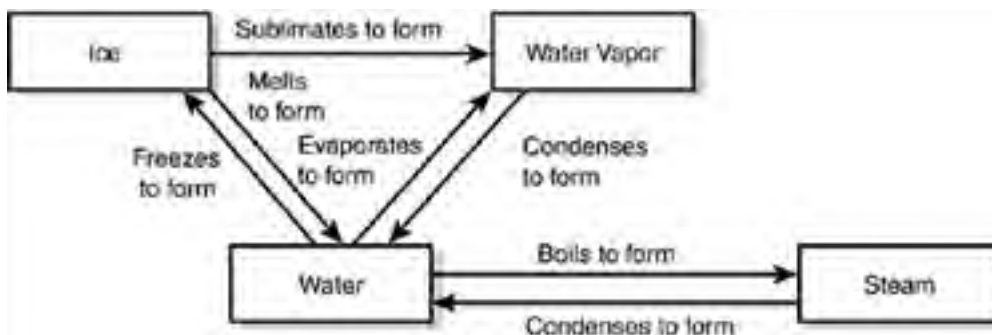 Sublimates to form
Ice
Water Vapor
Melts
to form
Evaporates
to form
Condenses
to form
Freezes
to form
Boils to form
Water
Steam
Condenses to form